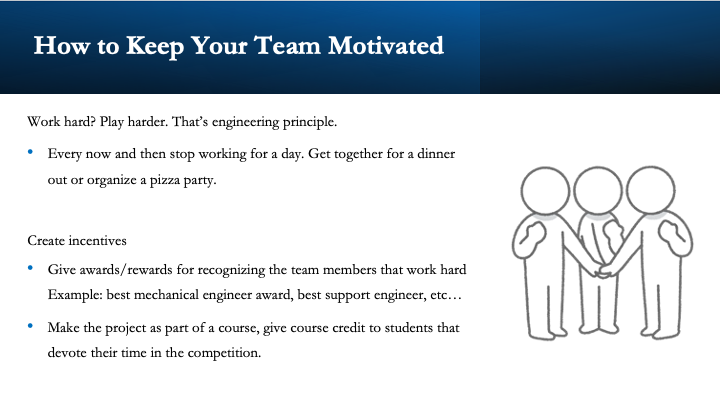 How to Keep Your Team Motivated
Work hard? Play harder. That's engineering principle.
• Every now and then stop working for a day. Get together for a dinner
out or organize a pizza party.
Create incentives
• Give awards/rewards for recognizing the team members that work hard
Example: best mechanical engineer award, best support engineer, etc…
• Make the project as part of a course, give course credit to students that
devote their time in the competition.